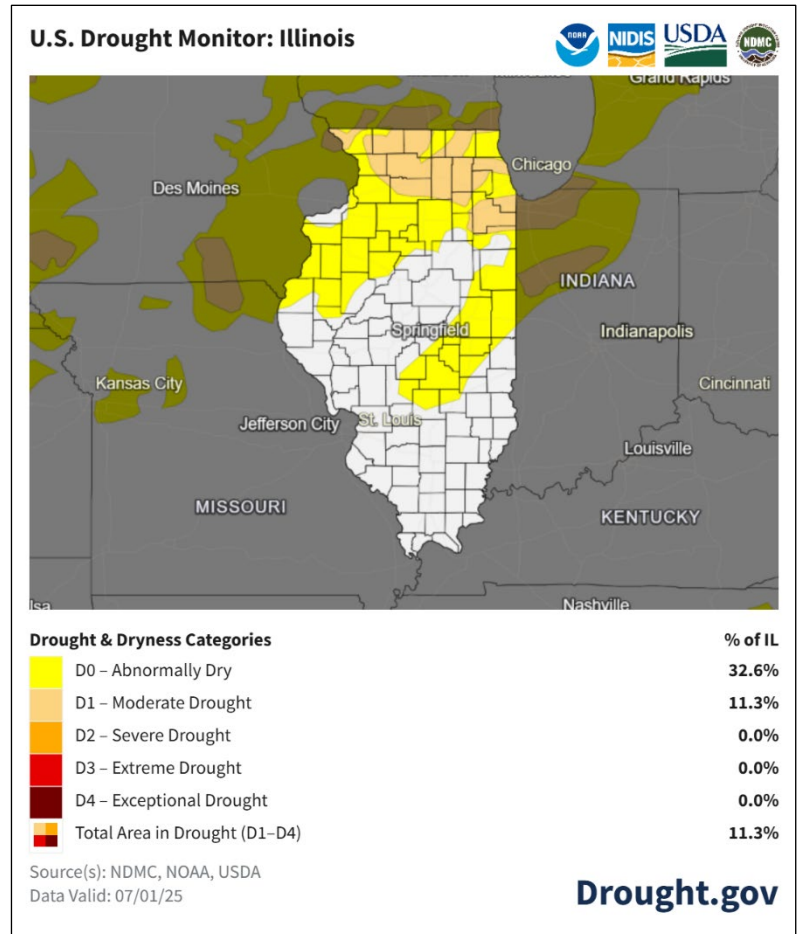 U.S. Drought Monitor: Illinois
NOAA
NIDIS
USDA
NDMC
Grand Rapids
Chicago
Des Moines
INDIANA
Springfield
Indianapolis
Kansas City
Cincinnati
St. Louis
Jefferson City
Louisville
MISSOURI
KENTUCKY
Nashville
Drought & Dryness Categories % of IL
D0 – Abnormally Dry 32.6%
D1 – Moderate Drought 11.3%
D2 – Severe Drought 0.0%
D3 – Extreme Drought 0.0%
D4 – Exceptional Drought 0.0%
Total Area in Drought (D1–D4) 11.3%
Source(s): NDMC, NOAA, USDA
Data Valid: 07/01/25
Drought.gov